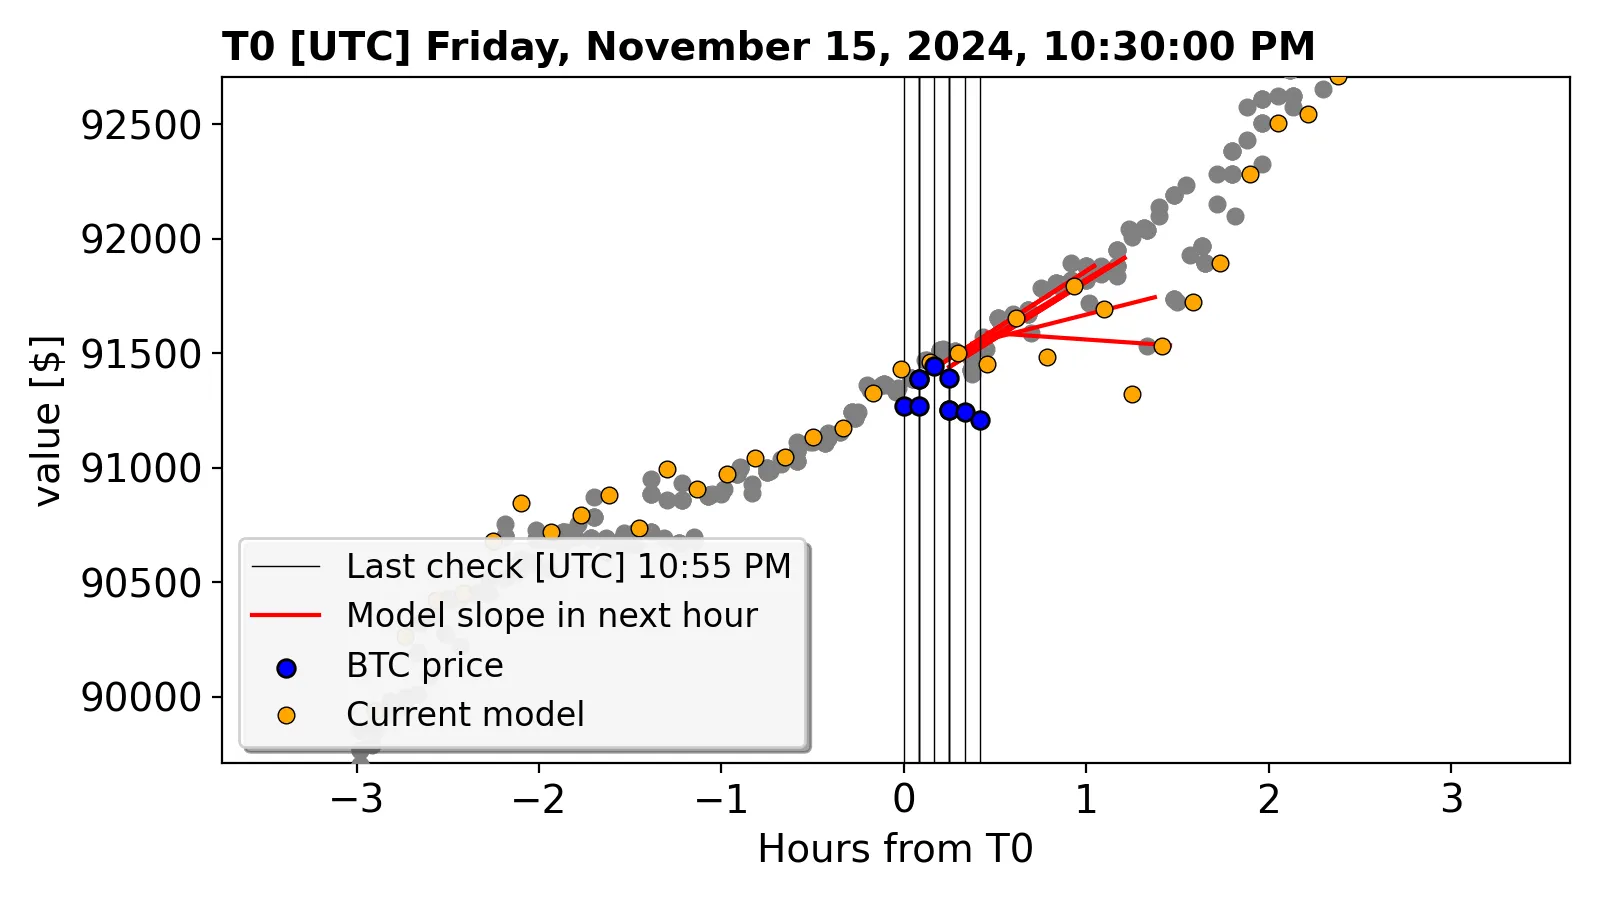 T0 [UTC] Friday, November 15, 2024, 10:30:00 PM
92500
92000
91500
91000
90500
90000
value [$]
Last check [UTC] 10:55 PM
Model slope in next hour
BTC price
Current model
−3 −2 −1 0 1 2 3
Hours from T0